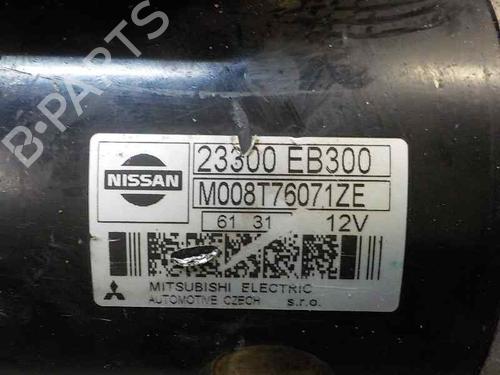 B-PARTS
NISSAN
23300 EB300
M008T76071ZE
61 31 12V
MITSUBISHI ELECTRIC
AUTOMOTIVE CZECH s.r.o.